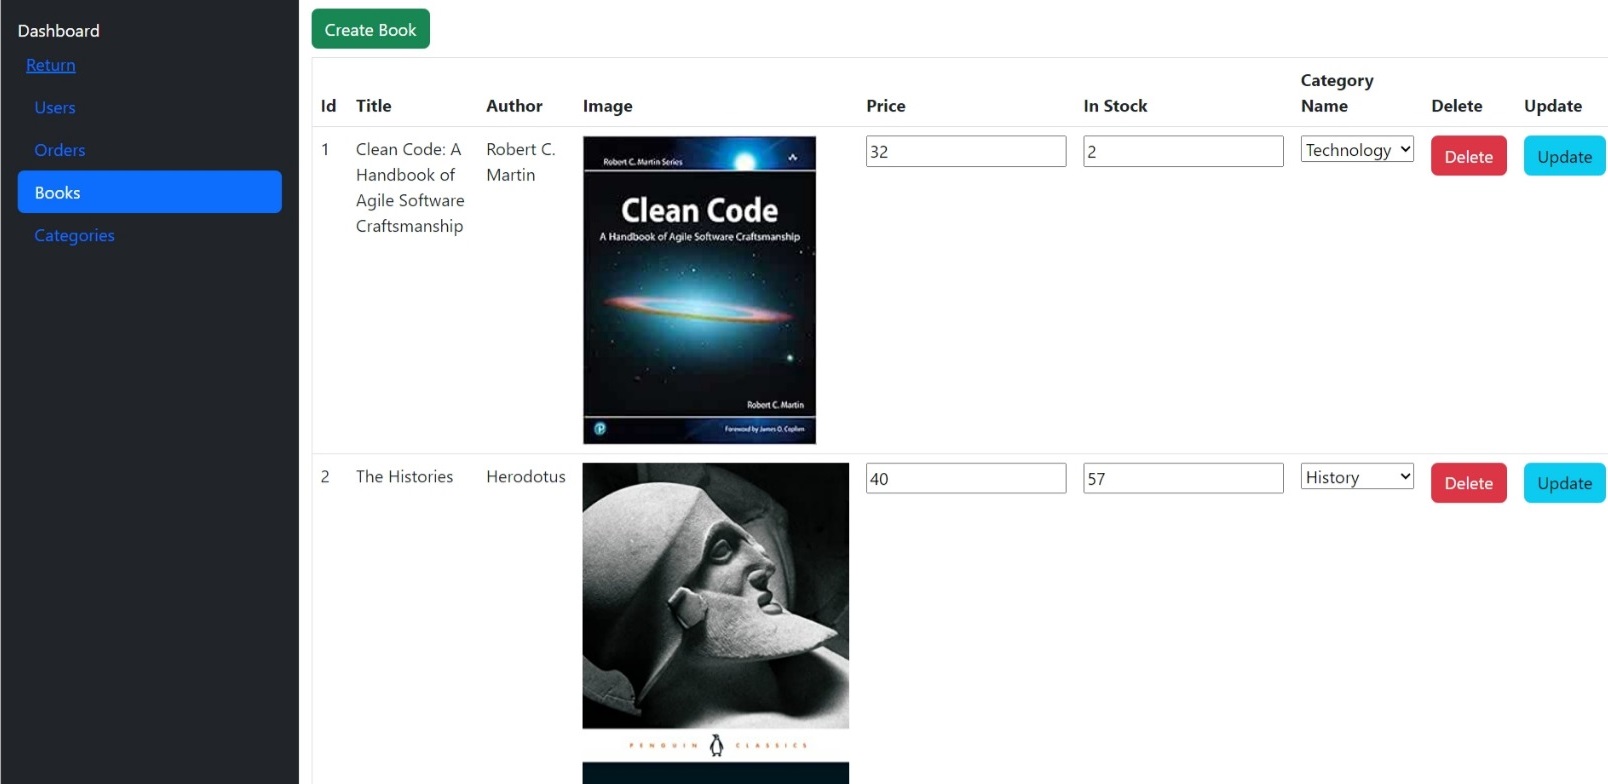 Dashboard
Return
Users
Orders
Books
Categories
Create Book
Id Title Author Image Price In Stock Category Name Delete Update
1 Clean Code: A Handbook of Agile Software Craftsmanship
Robert C. Martin
Robert C. Martin Series
Clean Code
A Handbook of Agile Software Craftsmanship
Robert C. Martin
Foreword by James O. Coplien
32
2
Technology
Delete
Update
2
The Histories
Herodotus
PENGUIN CLASSICS
40
57
History
Delete
Update